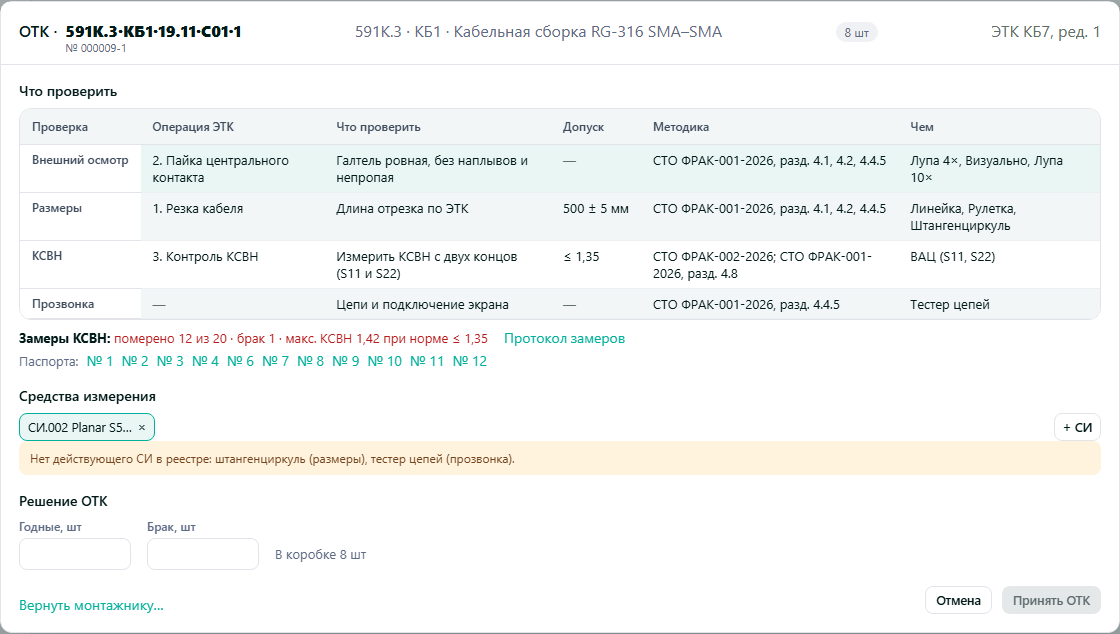 ОТК · 591К.3·КБ1·19.11·С01·1
№ 000009-1
591К.3 · КБ1 · Кабельная сборка RG-316 SMA–SMA
8 шт
ЭТК КБ7, ред. 1
Что проверить
Проверка Операция ЭТК Что проверить Допуск Методика Чем
Внешний осмотр 2. Пайка центрального контакта Галтель ровная, без наплывов и непропая — СТО ФРАК-001-2026, разд. 4.1, 4.2, 4.4.5 Лупа 4×, Визуально, Лупа 10×
Размеры 1. Резка кабеля Длина отрезка по ЭТК 500 ± 5 мм СТО ФРАК-001-2026, разд. 4.1, 4.2, 4.4.5 Линейка, Рулетка, Штангенциркуль
КСВН 3. Контроль КСВН Измерить КСВН с двух концов (S11 и S22) ≤ 1,35 СТО ФРАК-002-2026; СТО ФРАК-001-2026, разд. 4.8 ВАЦ (S11, S22)
Прозвонка — Цепи и подключение экрана — СТО ФРАК-001-2026, разд. 4.4.5 Тестер цепей
Замеры КСВН: померено 12 из 20 · брак 1 · макс. КСВН 1,42 при норме ≤ 1,35 Протокол замеров
Паспорта: № 1 № 2 № 3 № 4 № 6 № 7 № 8 № 9 № 10 № 11 № 12
Средства измерения
СИ.002 Planar S5... ×
+ СИ
Нет действующего СИ в реестре: штангенциркуль (размеры), тестер цепей (прозвонка).
Решение ОТК
Годные, шт Брак, шт
В коробке 8 шт
Вернуть монтажнику...
Отмена
Принять ОТК